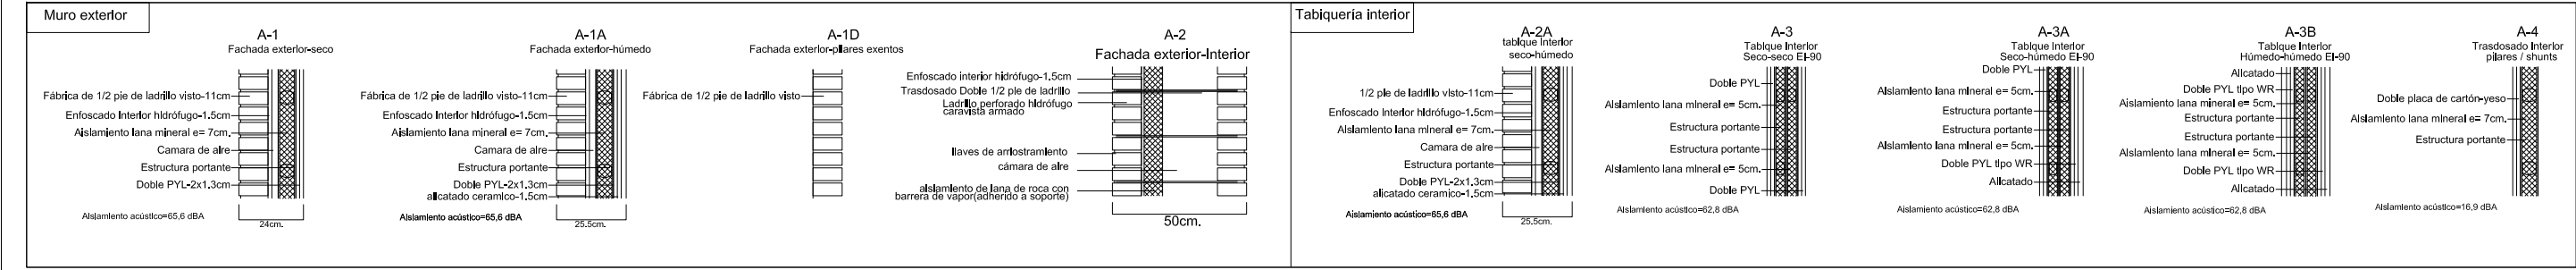 Muro exterior
A-1
Fachada exterior-seco
Fábrica de 1/2 pie de ladrillo visto-11cm
Enfoscado Interior hidrófugo-1.5cm
Aislamiento lana mineral e= 7cm.
Camara de aire
Estructura portante
Doble PYL-2x1.3cm
Aislamiento acústico=65,6 dBA
24cm.
A-1A
Fachada exterior-húmedo
Fábrica de 1/2 pie de ladrillo visto-11cm
Enfoscado Interior hidrófugo-1.5cm
Aislamiento lana mineral e= 7cm.
Camara de aire
Estructura portante
Doble PYL-2x1.3cm
alicatado ceramico-1.5cm
Aislamiento acústico=65,6 dBA
25.5cm.
A-1D
Fachada exterior-pilares exentos
Fábrica de 1/2 pie de ladrillo visto
A-2
Fachada exterior-Interior
Enfoscado interior hidrófugo-1.5cm
Trasdosado Doble 1/2 pie de ladrillo
Ladrillo perforado hidrófugo
caravista armado
llaves de arriostramiento
cámara de aire
aislamiento de lana de roca con
barrera de vapor(adherido a soporte)
50cm.
Tabiquería interior
A-2A
tabique Interior
seco-húmedo
1/2 pie de ladrillo visto-11cm
Enfoscado Interior hidrófugo-1.5cm
Aislamiento lana mineral e= 7cm.
Camara de aire
Estructura portante
Doble PYL-2x1.3cm
alicatado ceramico-1.5cm
Aislamiento acústico=65,6 dBA
25.5cm.
A-3
Tabique Interior
Seco-seco EI-90
Doble PYL
Aislamiento lana mineral e= 5cm.
Estructura portante
Estructura portante
Aislamiento lana mineral e= 5cm.
Doble PYL
Aislamiento acústico=62,8 dBA
A-3A
Tabique Interior
Seco-húmedo EI-90
Doble PYL
Aislamiento lana mineral e= 5cm.
Estructura portante
Estructura portante
Aislamiento lana mineral e= 5cm.
Doble PYL tipo WR
Alicatado
Aislamiento acústico=62,8 dBA
A-3B
Tabique Interior
Húmedo-húmedo EI-90
Alicatado
Doble PYL tipo WR
Aislamiento lana mineral e= 5cm.
Estructura portante
Estructura portante
Aislamiento lana mineral e= 5cm.
Doble PYL tipo WR
Alicatado
Aislamiento acústico=62,8 dBA
A-4
Trasdosado Interior
pilares / shunts
Doble placa de cartón-yeso
Aislamiento lana mineral e= 7cm.
Estructura portante
Aislamiento acústico=16,9 dBA